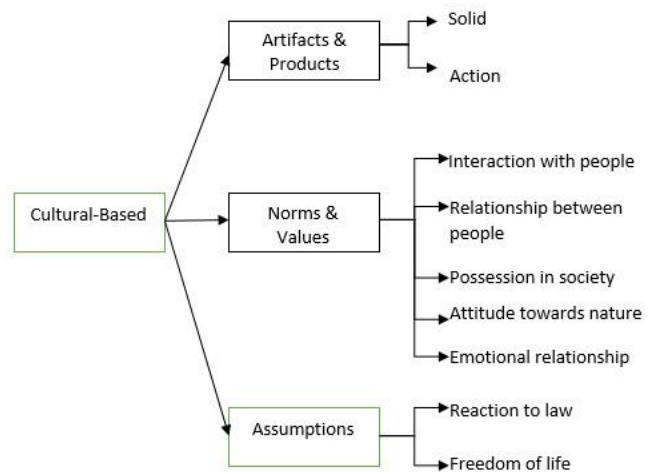 Artifacts &
Products
Solid
Action
Cultural-Based
Norms &
Values
Interaction with people
Relationship between
people
Possession in society
Attitude towards nature
Emotional relationship
Assumptions
Reaction to law
Freedom of life